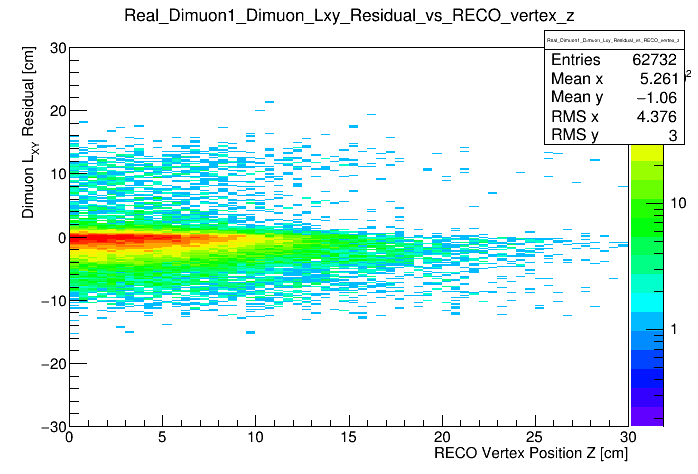 Real_Dimuon1_Dimuon_Lxy_Residual_vs_RECO_vertex_z
Real_Dimuon1_Dimuon_Lxy_Residual_vs_RECO_vertex_z
Entries 62732
Mean x 5.261
Mean y −1.06
RMS x 4.376
RMS y 3
2
10
1
Dimuon LXY Residual [cm]
30
20
10
0
−10
−20
−30
0 5 10 15 20 25 30
RECO Vertex Position Z [cm]